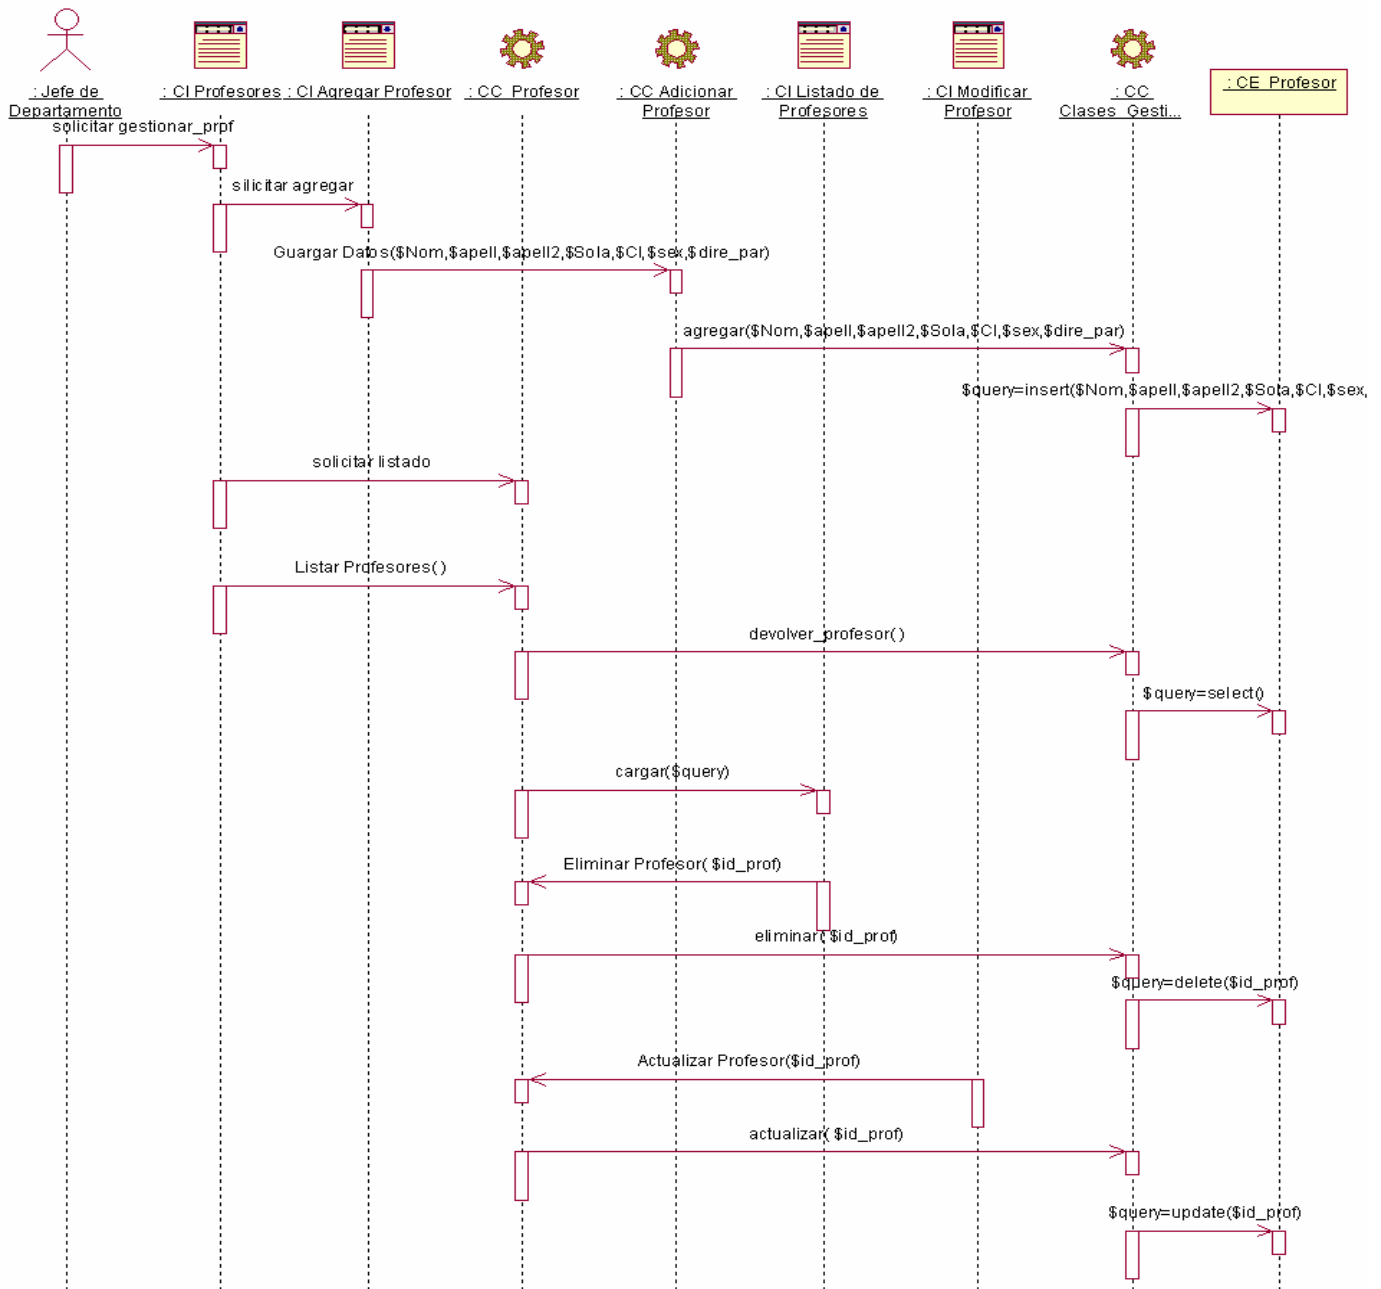 : Jefe de
Departamento
: CI Profesores
: CI Agregar Profesor
: CC Profesor
: CC Adicionar
Profesor
: CI Listado de
Profesores
: CI Modificar
Profesor
: CC
Clases_Gesti...
: CE_Profesor
solicitar gestionar_prpf
silicitar agregar
Guargar Datos($Nom,$apell,$apell2,$Sola,$CI,$sex,$dire_par)
agregar($Nom,$apell,$apell2,$Sola,$CI,$sex,$dire_par)
$query=insert($Nom,$apell,$apell2,$Sola,$CI,$sex,
solicitar listado
Listar Profesores( )
devolver_profesor( )
$query=select()
cargar($query)
Eliminar Profesor( $id_prof)
eliminar( $id_prof)
$query=delete($id_prof)
Actualizar Profesor($id_prof)
actualizar( $id_prof)
$query=update($id_prof)